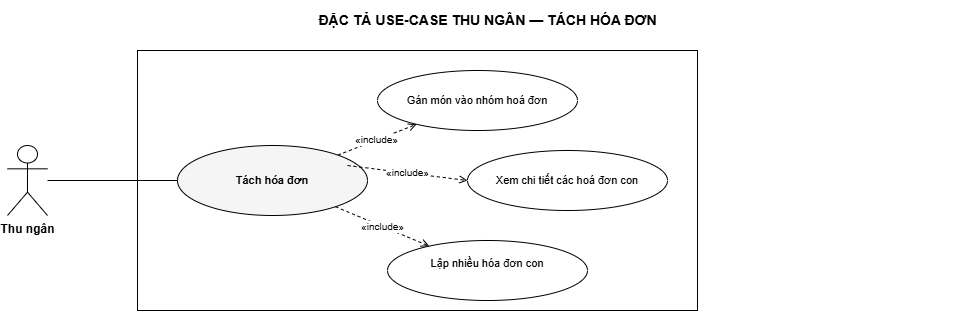 ĐẶC TẢ USE-CASE THU NGÂN — TÁCH HÓA ĐƠN
Gán món vào nhóm hoá đơn
«include»
Tách hóa đơn
«include»
Xem chi tiết các hoá đơn con
Thu ngân
«include»
Lập nhiều hóa đơn con